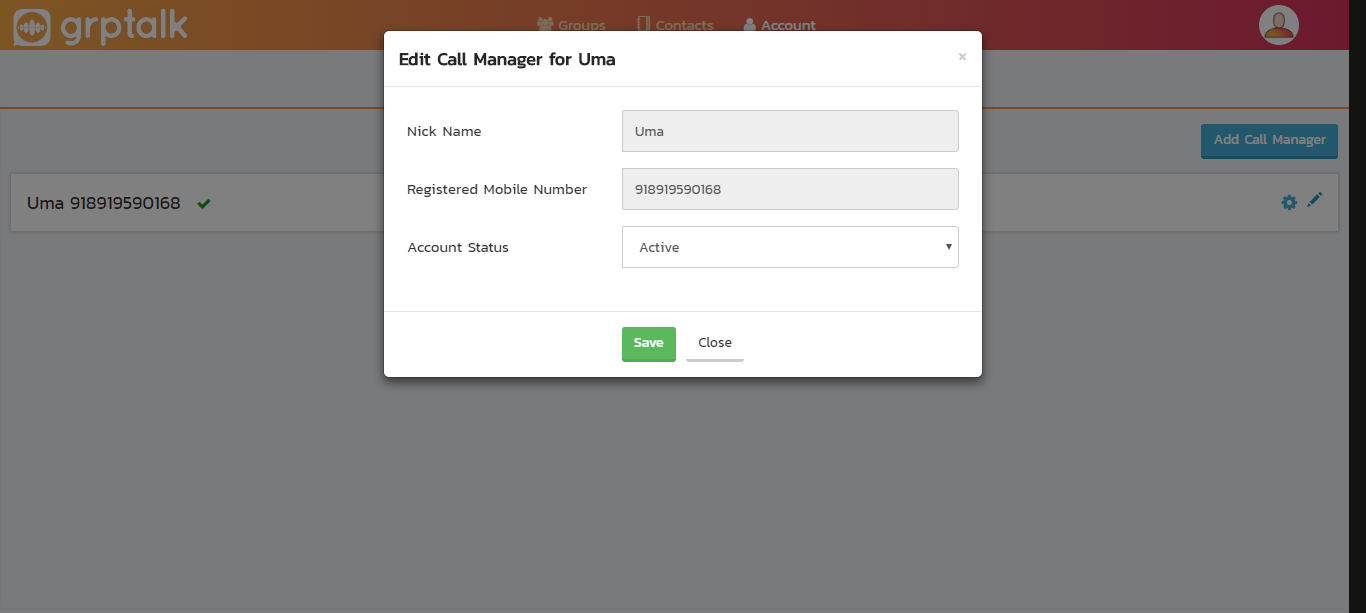 grptalk
Groups Contacts Account
Edit Call Manager for Uma ×
Nick Name Uma
Add Call Manager
Registered Mobile Number 918919590168
Uma 918919590168
Account Status Active
Save Close